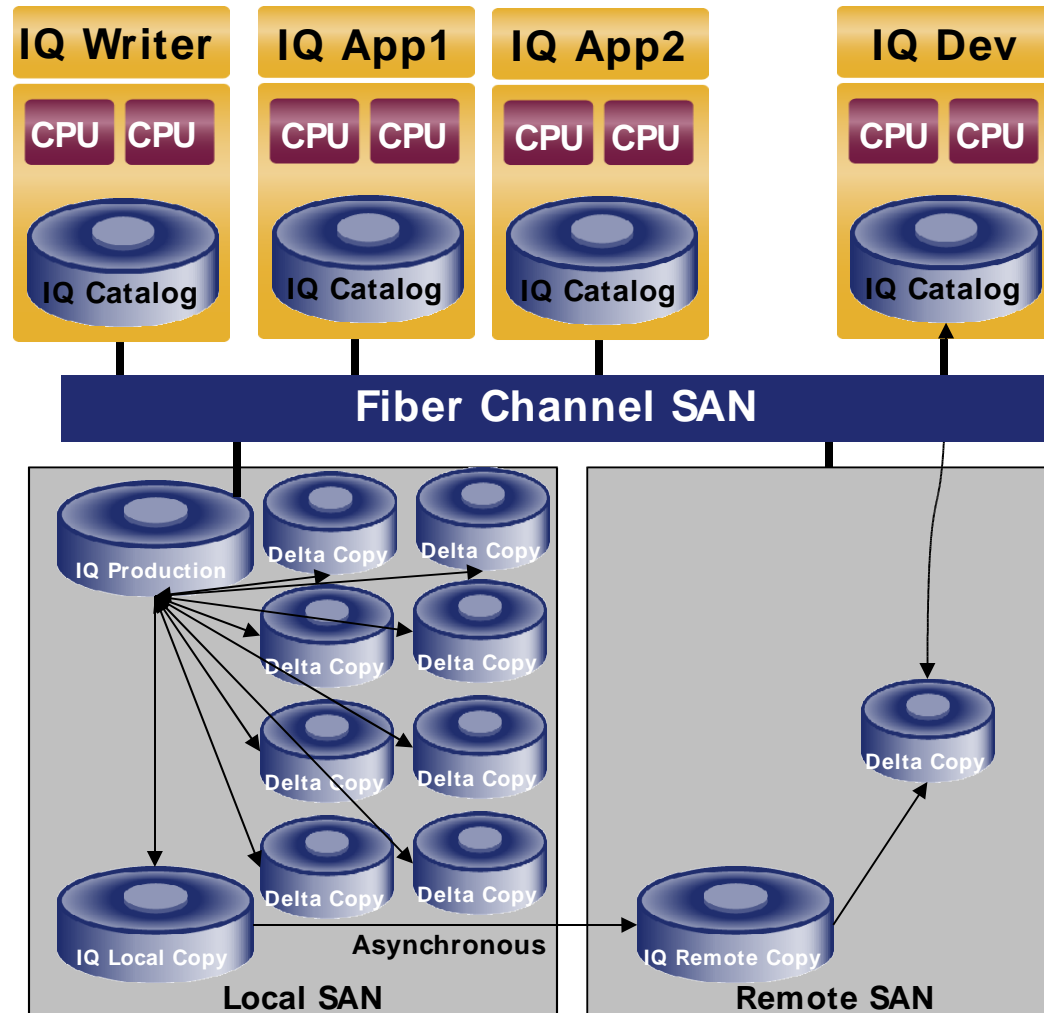 IQ Writer
IQ App1
IQ App2
IQ Dev
CPU
CPU
CPU
CPU
CPU
CPU
CPU
CPU
IQ Catalog
IQ Catalog
IQ Catalog
IQ Catalog
Fiber Channel SAN
IQ Production
Delta Copy
Delta Copy
Delta Copy
Delta Copy
Delta Copy
Delta Copy
Delta Copy
Delta Copy
Delta Copy
IQ Local Copy
Asynchronous
IQ Remote Copy
Local SAN
Remote SAN